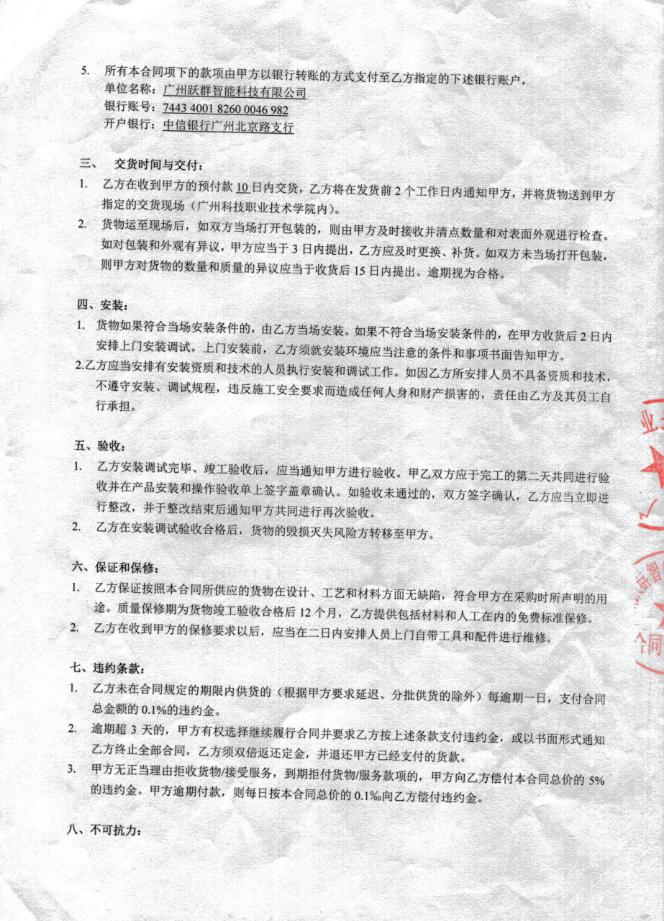 5. 所有本合同项下的款项由甲方以银行转账的方式支付至乙方指定的下述银行账户，
单位名称：广州跃群智能科技有限公司
银行账号：7443 4001 8260 0046 982
开户银行：中信银行广州北京路支行
三、 交货时间与交付：
1. 乙方在收到甲方的预付款 10 日内交货，乙方将在发货前 2 个工作日内通知甲方，并将货物送到甲方
指定的交货现场（广州科技职业技术学院内）。
2. 货物运至现场后，如双方当场打开包装的，则由甲方及时接收并清点数量和对表面外观进行检查。
如对包装和外观有异议，甲方应当于 3 日内提出，乙方应及时更换、补货。如双方未当场打开包装，
则甲方对货物的数量和质量的异议应当于收货后 15 日内提出。逾期视为合格。
四、安装：
1. 货物如果符合当场安装条件的，由乙方当场安装。如果不符合当场安装条件的，在甲方收货后 2 日内
安排上门安装调试。上门安装前，乙方须就安装环境应当注意的条件和事项书面告知甲方。
2.乙方应当安排有安装资质和技术的人员执行安装和调试工作。如因乙方所安排人员不具备资质和技术，
不遵守安装、调试规程，违反施工安全要求而造成任何人身和财产损害的，责任由乙方及其员工自
行承担。
五、验收：
1. 乙方安装调试完毕、竣工验收后，应当通知甲方进行验收。甲乙双方应于完工的第二天共同进行验
收并在产品安装和操作验收单上签字盖章确认。如验收未通过的，双方签字确认，乙方应当立即进
行整改，并于整改结束后通知甲方共同进行再次验收。
2. 乙方在安装调试验收合格后，货物的毁损灭失风险方转移至甲方。
六、保证和保修：
1. 乙方保证按照本合同所供应的货物在设计、工艺和材料方面无缺陷，符合甲方在采购时所声明的用
途。质量保修期为货物竣工验收合格后 12 个月，乙方提供包括材料和人工在内的免费标准保修。
2. 乙方在收到甲方的保修要求以后，应当在二日内安排人员上门自带工具和配件进行维修。
七、违约条款：
1. 乙方未在合同规定的期限内供货的（根据甲方要求延迟、分批供货的除外）每逾期一日，支付合同
总金额的 0.1%的违约金。
2. 逾期超 3 天的，甲方有权选择继续履行合同并要求乙方按上述条款支付违约金，或以书面形式通知
乙方终止全部合同，乙方须双倍返还定金，并退还甲方已经支付的货款。
3. 甲方无正当理由拒收货物/接受服务，到期拒付货物/服务款项的，甲方向乙方偿付本合同总价的 5%
的违约金。甲方逾期付款，则每日按本合同总价的 0.1‰向乙方偿付违约金。
八、不可抗力：
合同